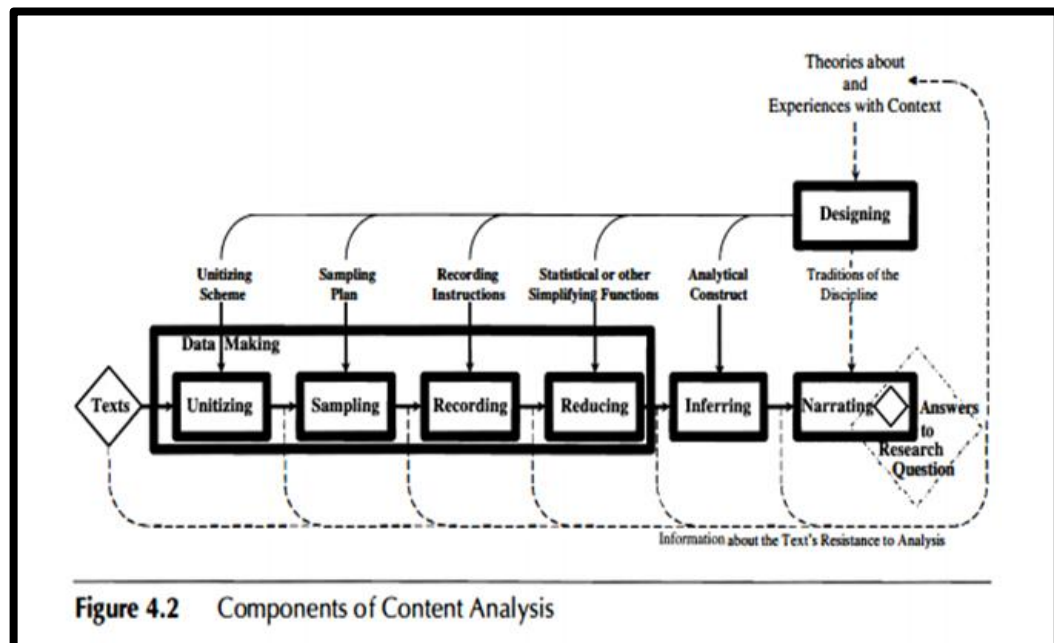 Theories about
and
Experiences with Context
Designing
Unitizing
Scheme
Sampling
Plan
Recording
Instructions
Statistical or other
Simplifying Functions
Analytical
Construct
Traditions of the
Discipline
Data Making
Texts
Unitizing
Sampling
Recording
Reducing
Inferring
Narrating
Answers
to
Research
Question
Information about the Text's Resistance to Analysis
Figure 4.2 Components of Content Analysis